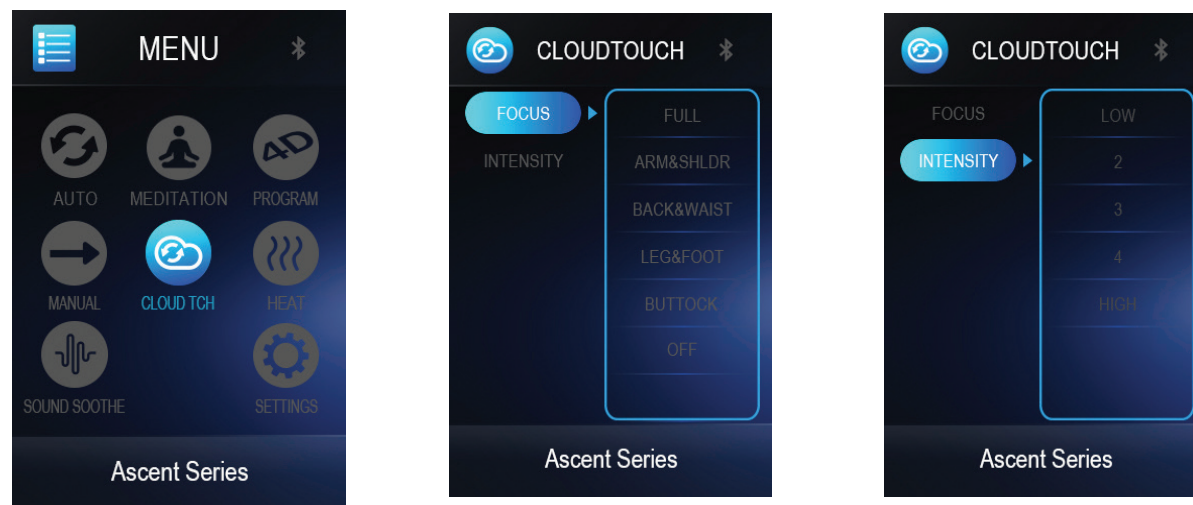 MENU
4D
AUTO
MEDITATION
PROGRAM
MANUAL
CLOUD TCH
HEAT
SOUND SOOTHE
SETTINGS
Ascent Series
CLOUDTOUCH
FOCUS
INTENSITY
FULL
ARM&SHLDR
BACK&WAIST
LEG&FOOT
BUTTOCK
OFF
Ascent Series
CLOUDTOUCH
FOCUS
INTENSITY
LOW
2
3
4
HIGH
Ascent Series